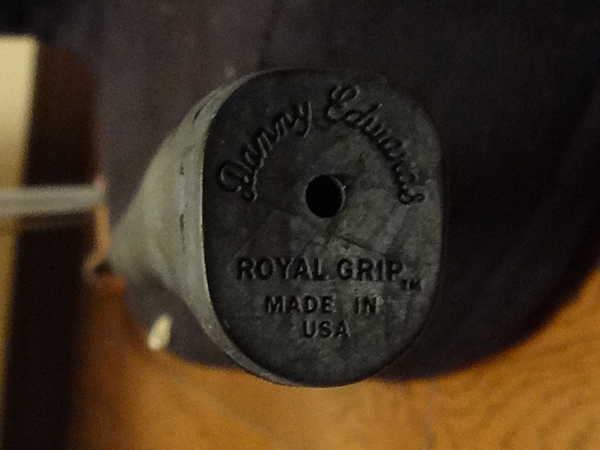 Danny Edwards
ROYAL GRIP™
MADE IN
USA